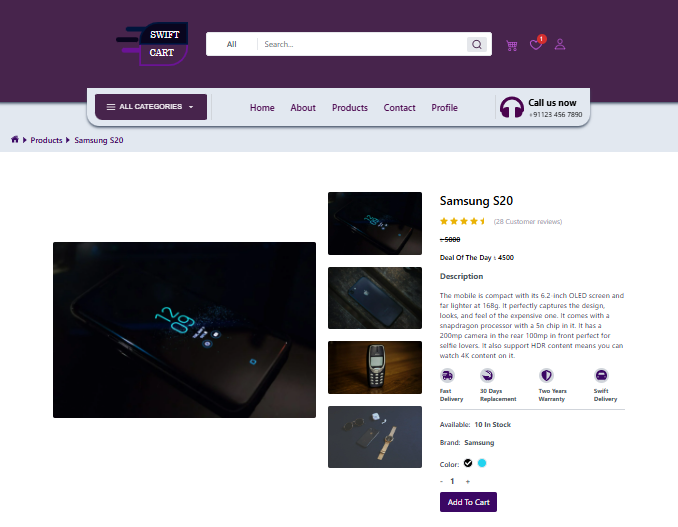 SWIFT
CART
All
Search...
1
ALL CATEGORIES
Home
About
Products
Contact
Profile
Call us now
+91123 456 7890
Products
Samsung S20
Samsung S20
(28 Customer reviews)
5000
Deal Of The Day : 4500
Description
The mobile is compact with its 6.2-inch OLED screen and
far lighter at 168g. It perfectly captures the design,
looks, and feel of the expensive one. It comes with a
snapdragon processor with a 5n chip in it. It has a
200mp camera in the rear 100mp in front perfect for
selfie lovers. It also support HDR content means you can
watch 4K content on it.
Fast
Delivery
30 Days
Replacement
Two Years
Warranty
Swift
Delivery
Available: 10 In Stock
Brand: Samsung
Color:
- 1 +
Add To Cart